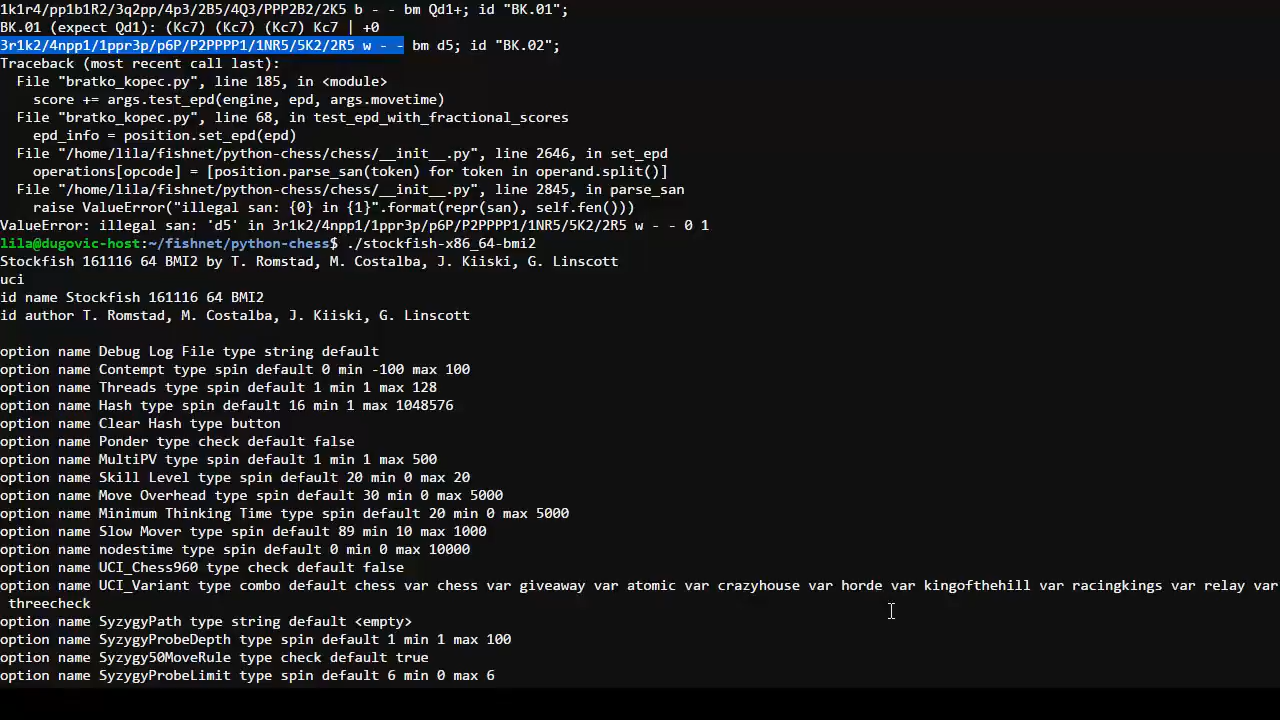 1k1r4/pp1b1R2/3q2pp/4p3/2B5/4Q3/PPP2B2/2K5 b - - bm Qd1+; id "BK.01";
BK.01 (expect Qd1): (Kc7) (Kc7) (Kc7) Kc7 | +0
3r1k2/4npp1/1ppr3p/p6P/P2PPPP1/1NR5/5K2/2R5 w - - bm d5; id "BK.02";
Traceback (most recent call last):
  File "bratko_kopec.py", line 185, in <module>
    score += args.test_epd(engine, epd, args.movetime)
  File "bratko_kopec.py", line 68, in test_epd_with_fractional_scores
    epd_info = position.set_epd(epd)
  File "/home/lila/fishnet/python-chess/chess/__init__.py", line 2646, in set_epd
    operations[opcode] = [position.parse_san(token) for token in operand.split()]
  File "/home/lila/fishnet/python-chess/chess/__init__.py", line 2845, in parse_san
    raise ValueError("illegal san: {0} in {1}".format(repr(san), self.fen()))
ValueError: illegal san: 'd5' in 3r1k2/4npp1/1ppr3p/p6P/P2PPPP1/1NR5/5K2/2R5 w - - 0 1
lila@dugovic-host:~/fishnet/python-chess$ ./stockfish-x86_64-bmi2
Stockfish 161116 64 BMI2 by T. Romstad, M. Costalba, J. Kiiski, G. Linscott
uci
id name Stockfish 161116 64 BMI2
id author T. Romstad, M. Costalba, J. Kiiski, G. Linscott
option name Debug Log File type string default
option name Contempt type spin default 0 min -100 max 100
option name Threads type spin default 1 min 1 max 128
option name Hash type spin default 16 min 1 max 1048576
option name Clear Hash type button
option name Ponder type check default false
option name MultiPV type spin default 1 min 1 max 500
option name Skill Level type spin default 20 min 0 max 20
option name Move Overhead type spin default 30 min 0 max 5000
option name Minimum Thinking Time type spin default 20 min 0 max 5000
option name Slow Mover type spin default 89 min 10 max 1000
option name nodestime type spin default 0 min 0 max 10000
option name UCI_Chess960 type check default false
option name UCI_Variant type combo default chess var chess var giveaway var atomic var crazyhouse var horde var kingofthehill var racingkings var relay var
 threecheck
option name SyzygyPath type string default <empty>
option name SyzygyProbeDepth type spin default 1 min 1 max 100
option name Syzygy50MoveRule type check default true
option name SyzygyProbeLimit type spin default 6 min 0 max 6